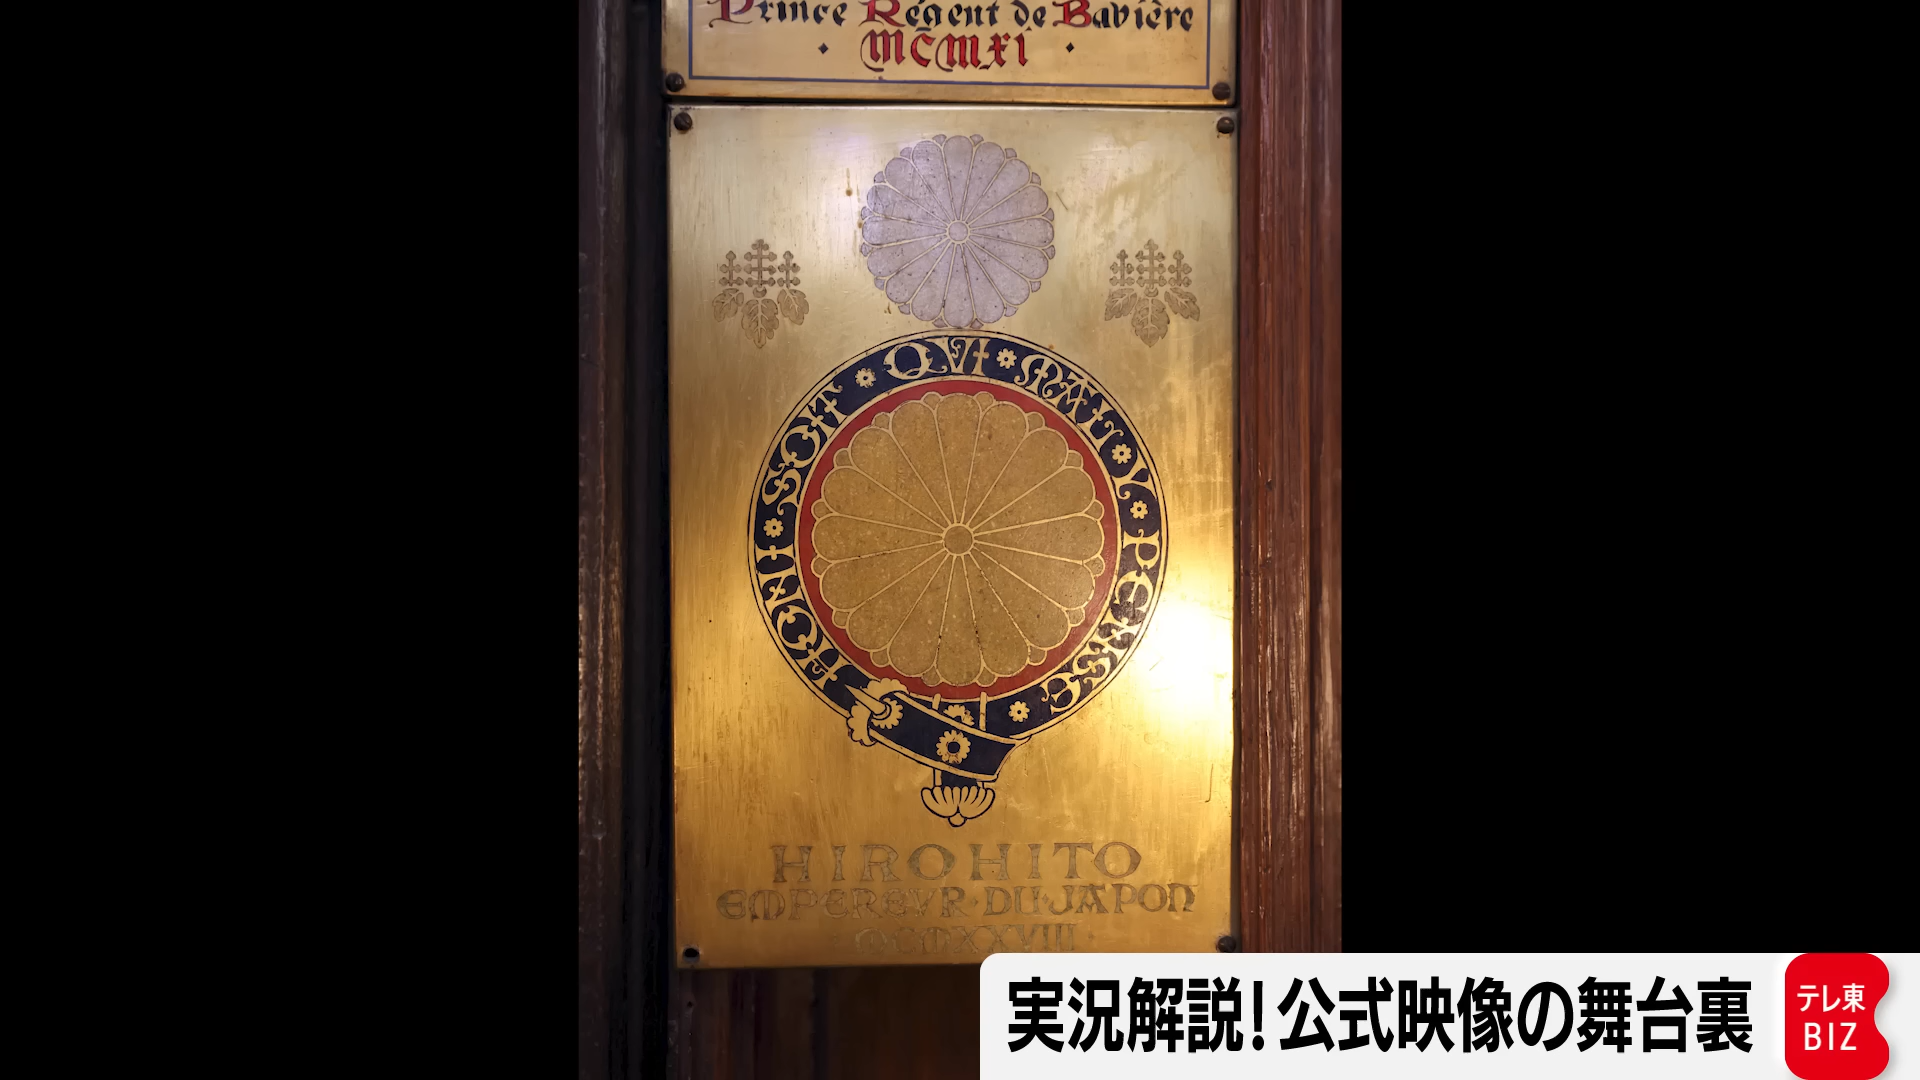 Prince Régent de Bavière
· MCMXI ·
HONI SOIT QVI MAL Y PENSE
HIROHITO
EMPEREVR·DU·JAPON
MCMXXVIII
実況解説!公式映像の舞台裏
テレ東
BIZ